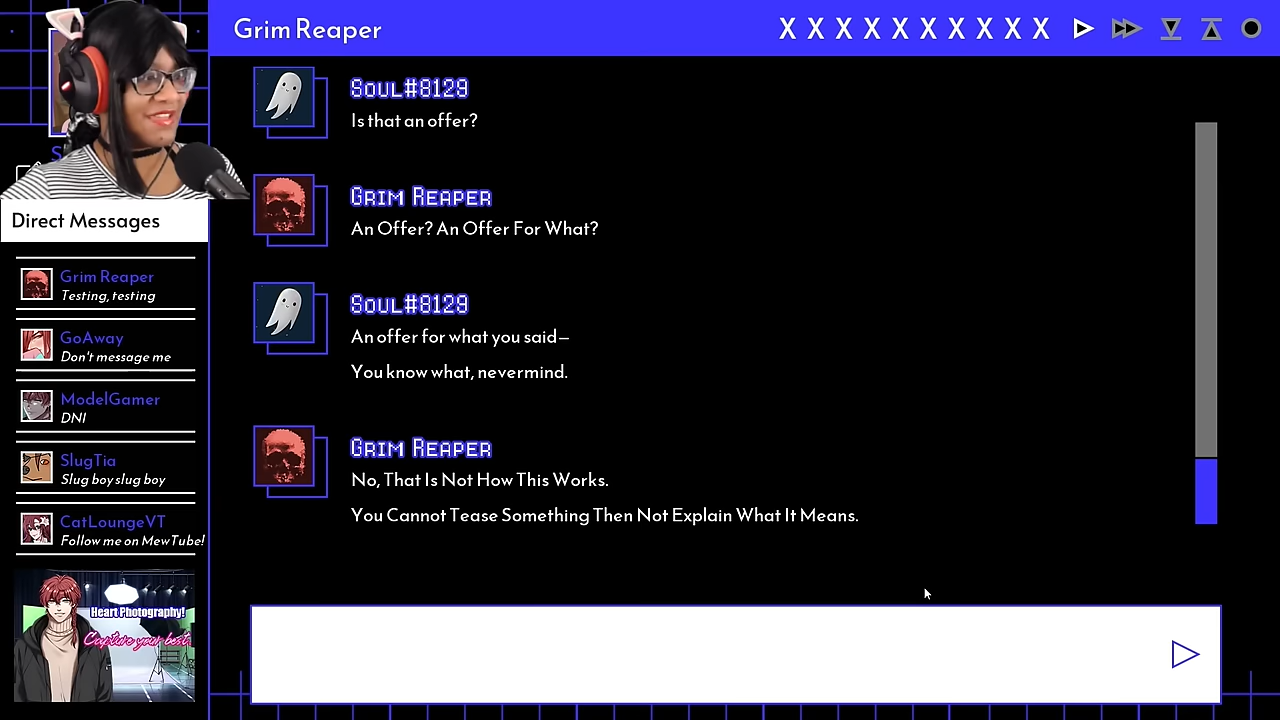 Grim Reaper
X X X X X X X X X X
Direct Messages
Grim Reaper
Testing, testing
GoAway
Don't message me
ModelGamer
DNI
SlugTia
Slug boy slug boy
CatLoungeVT
Follow me on MewTube!
Heart Photography!
Capture your best!
Soul#8129
Is that an offer?
Grim Reaper
An Offer? An Offer For What?
Soul#8129
An offer for what you said—
You know what, nevermind.
Grim Reaper
No, That Is Not How This Works.
You Cannot Tease Something Then Not Explain What It Means.